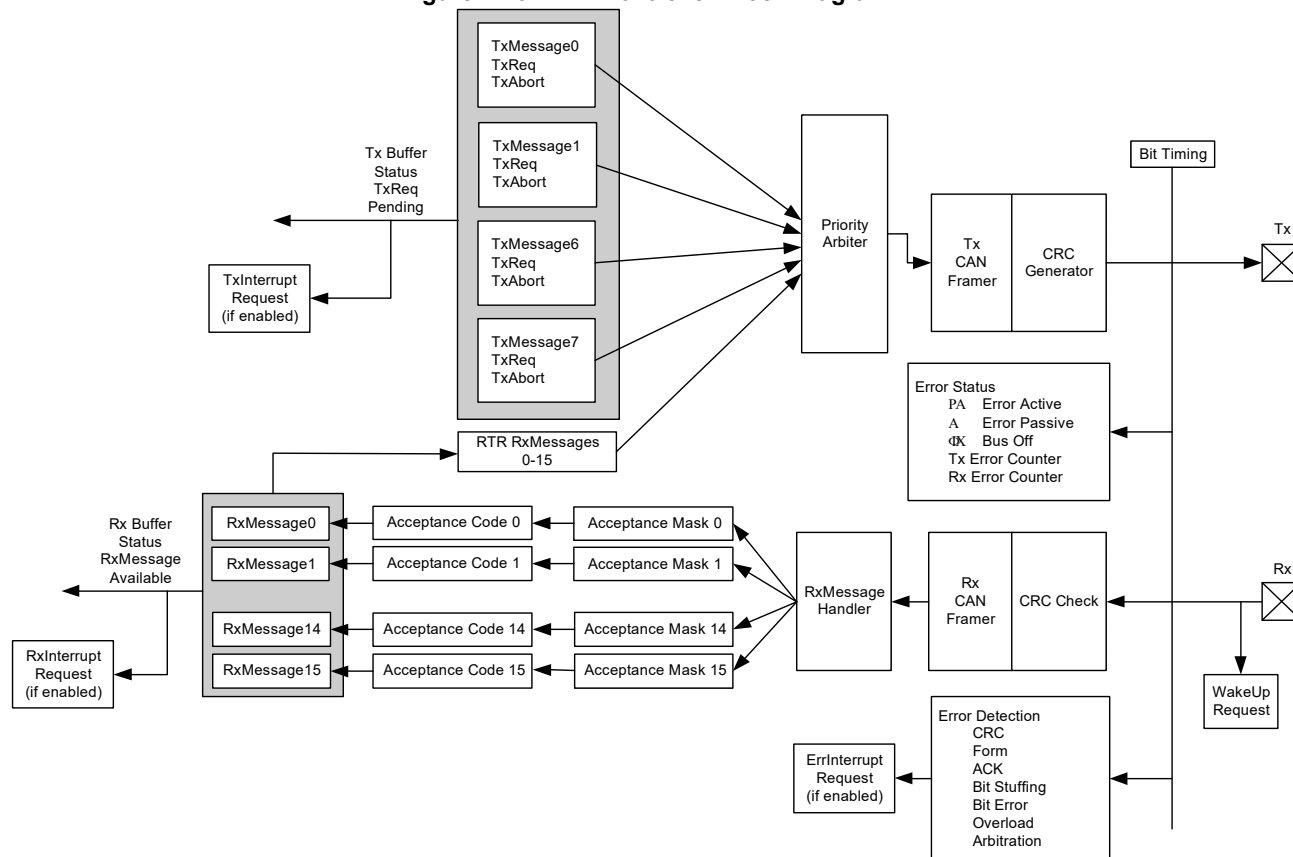 TxMessage0
TxReq
TxAbort
TxMessage1
TxReq
TxAbort
TxMessage6
TxReq
TxAbort
TxMessage7
TxReq
TxAbort
Tx Buffer
Status
TxReq
Pending
TxInterrupt
Request
(if enabled)
Priority
Arbiter
Tx
CAN
Framer
CRC
Generator
Bit Timing
Tx
Error Status
PA Error Active
A Error Passive
Bus Off
Tx Error Counter
Rx Error Counter
RTR RxMessages
0-15
Rx Buffer
Status
RxMessage
Available
RxInterrupt
Request
(if enabled)
RxMessage0
Acceptance Code 0
Acceptance Mask 0
RxMessage1
Acceptance Code 1
Acceptance Mask 1
RxMessage14
Acceptance Code 14
Acceptance Mask 14
RxMessage15
Acceptance Code 15
Acceptance Mask 15
RxMessage
Handler
Rx
CAN
Framer
CRC Check
Rx
WakeUp
Request
Error Detection
CRC
Form
ACK
Bit Stuffing
Bit Error
Overload
Arbitration
ErrInterrupt
Request
(if enabled)